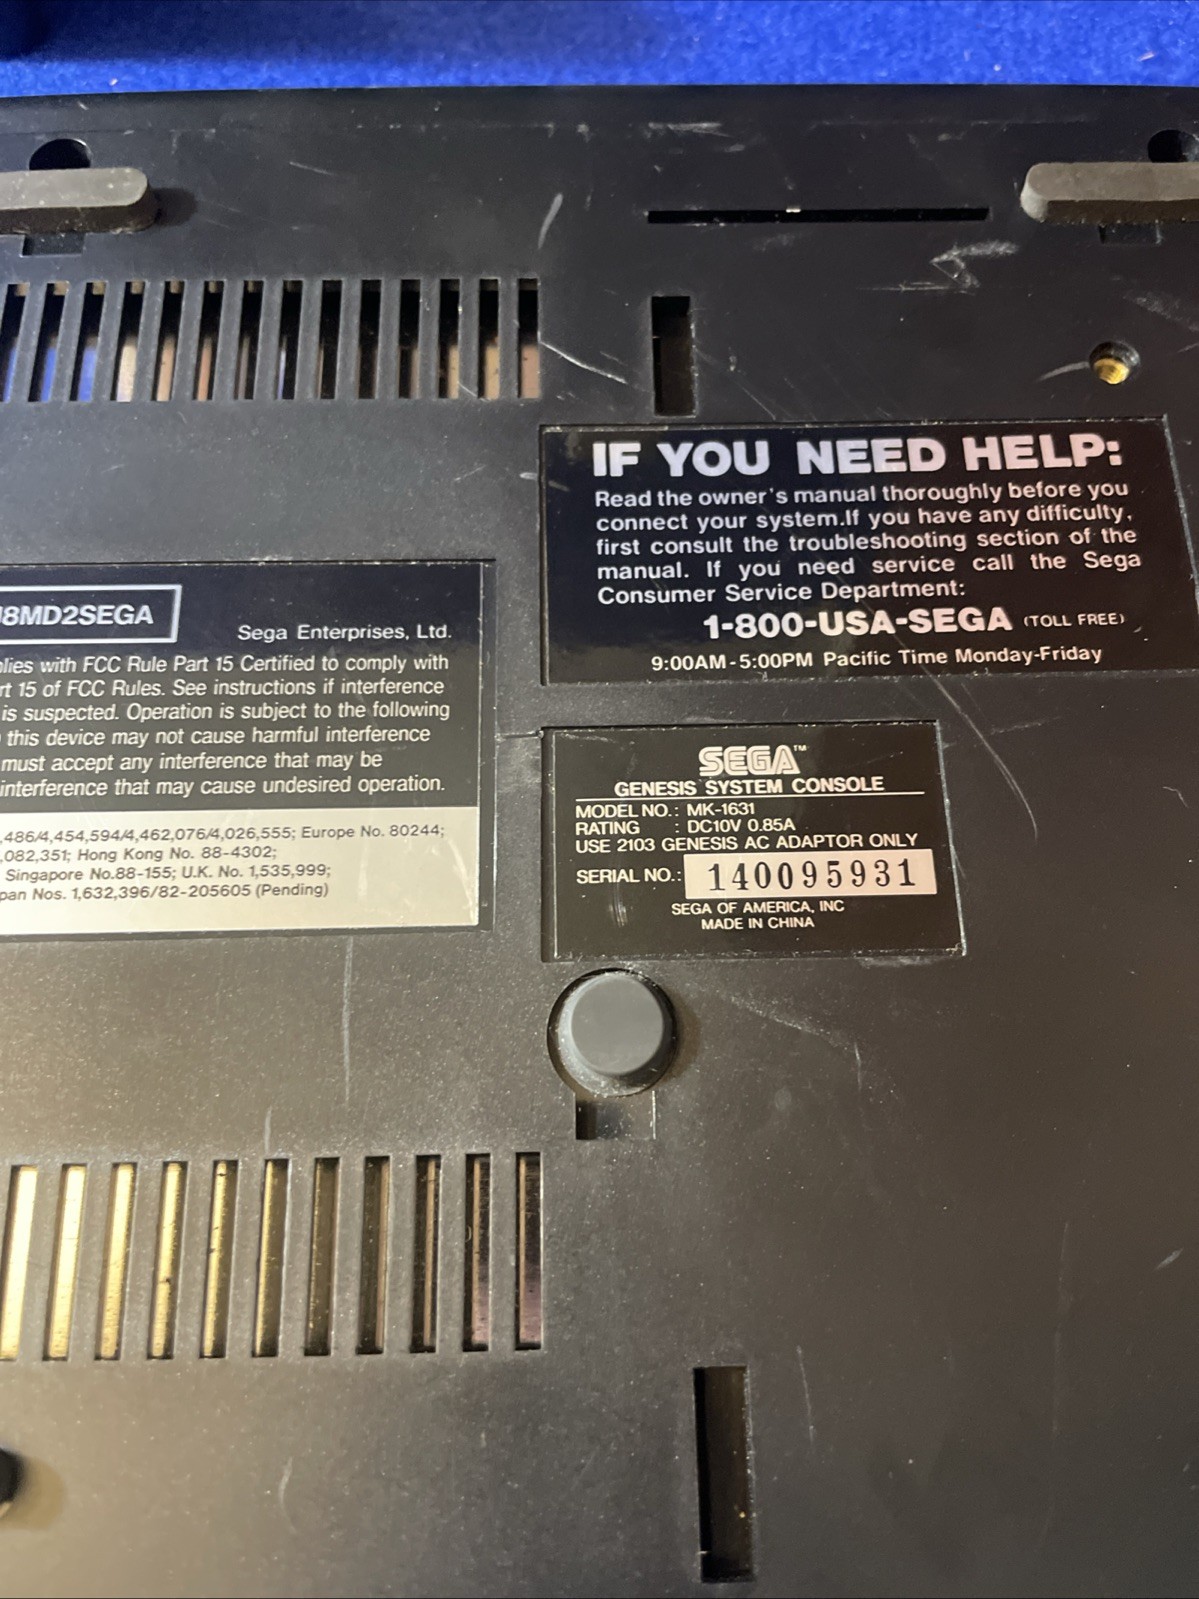 IF YOU NEED HELP:
Read the owner's manual thoroughly before you
connect your system.If you have any difficulty,
first consult the troubleshooting section of the
manual. If you need service call the Sega
Consumer Service Department:
1-800-USA-SEGA (TOLL FREE)
9:00AM-5:00PM Pacific Time Monday-Friday
8MD2SEGA
Sega Enterprises, Ltd.
lies with FCC Rule Part 15 Certified to comply with
rt 15 of FCC Rules. See instructions if interference
is suspected. Operation is subject to the following
this device may not cause harmful interference
must accept any interference that may be
interference that may cause undesired operation.
,486/4,454,594/4,462,076/4,026,555; Europe No. 80244;
,082,351; Hong Kong No. 88-4302;
Singapore No.88-155; U.K. No. 1,535,999;
pan Nos. 1,632,396/82-205605 (Pending)
SEGA™
GENESIS SYSTEM CONSOLE
MODEL NO.: MK-1631
RATING : DC10V 0.85A
USE 2103 GENESIS AC ADAPTOR ONLY
SERIAL NO.: 140095931
SEGA OF AMERICA, INC
MADE IN CHINA